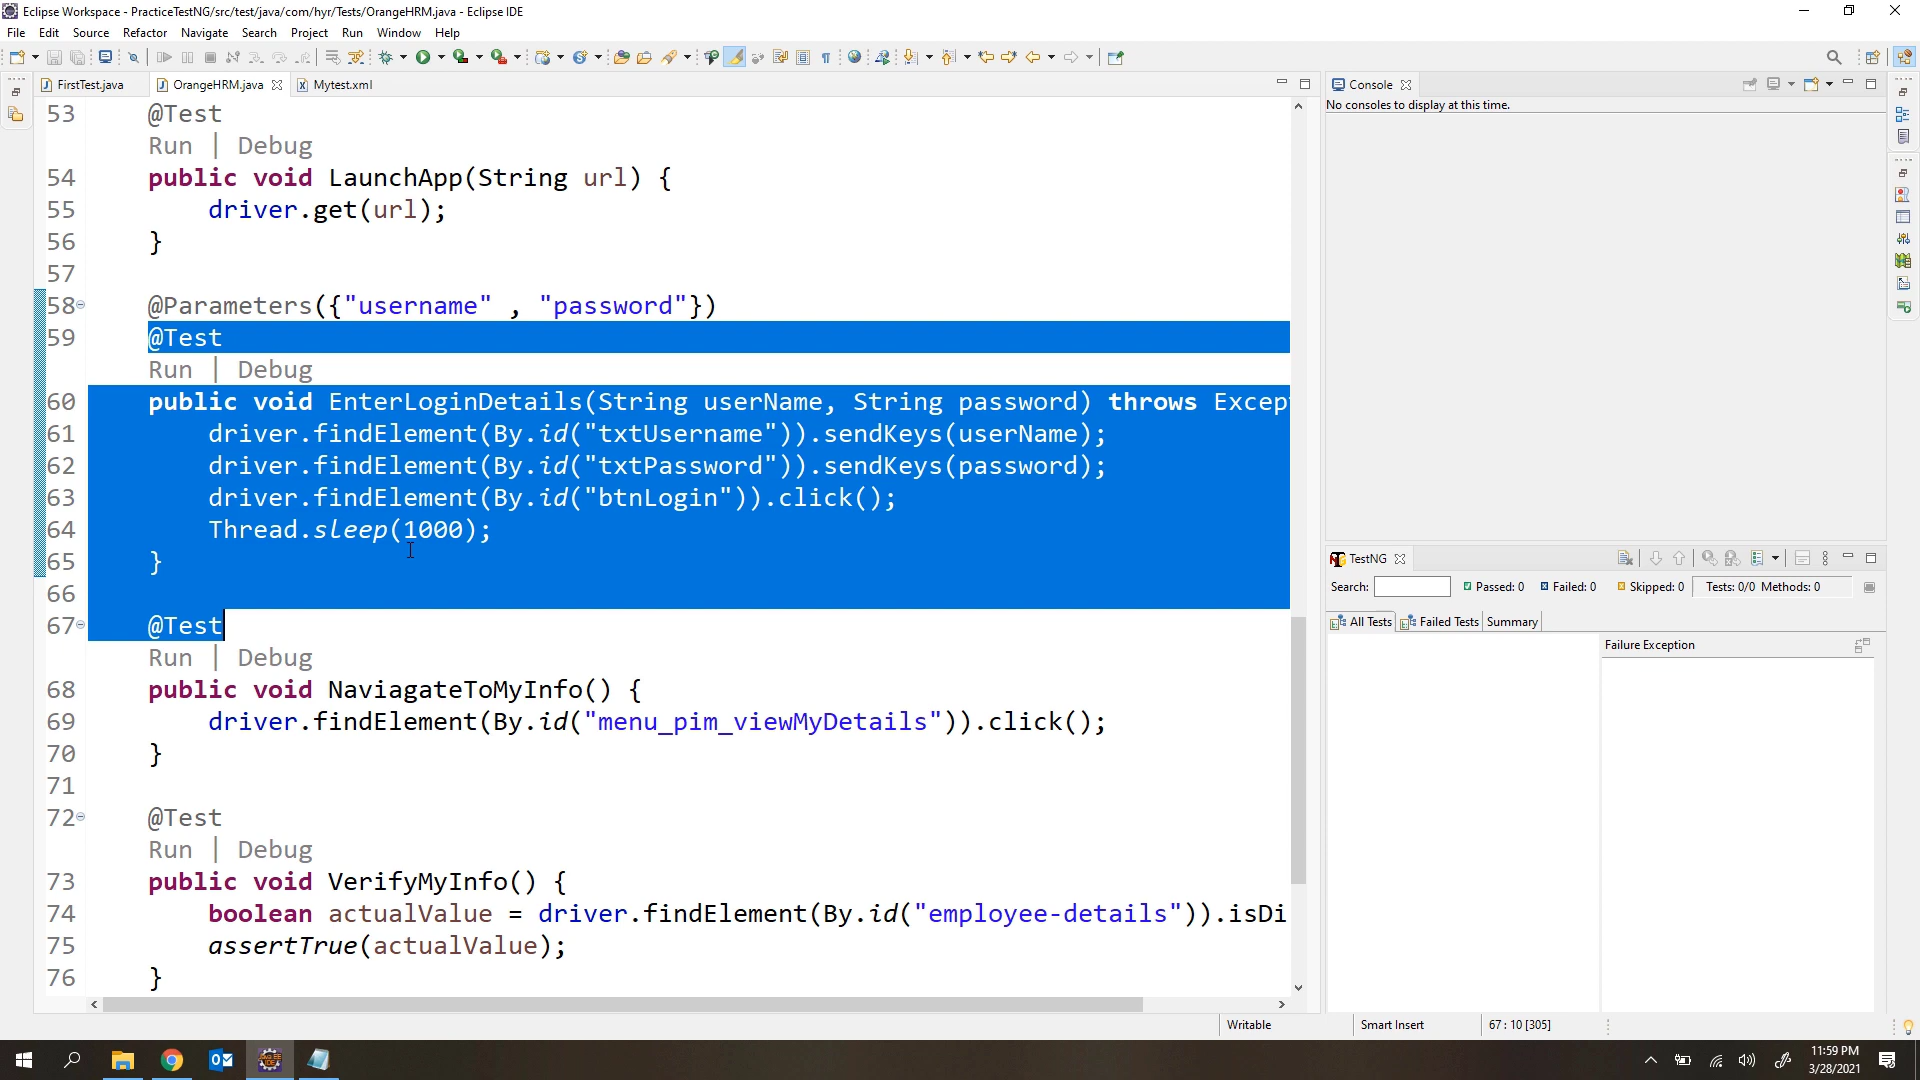 Eclipse Workspace - PracticeTestNG/src/test/java/com/hyr/Tests/OrangeHRM.java - Eclipse IDE
File Edit Source Refactor Navigate Search Project Run Window Help
FirstTest.java OrangeHRM.java Mytest.xml
53 @Test
Run | Debug
54 public void LaunchApp(String url) {
55 driver.get(url);
56 }
57
58 @Parameters({"username" , "password"})
59 @Test
Run | Debug
60 public void EnterLoginDetails(String userName, String password) throws Excep
61 driver.findElement(By.id("txtUsername")).sendKeys(userName);
62 driver.findElement(By.id("txtPassword")).sendKeys(password);
63 driver.findElement(By.id("btnLogin")).click();
64 Thread.sleep(1000);
65 }
66
67 @Test
Run | Debug
68 public void NaviagateToMyInfo() {
69 driver.findElement(By.id("menu_pim_viewMyDetails")).click();
70 }
71
72 @Test
Run | Debug
73 public void VerifyMyInfo() {
74 boolean actualValue = driver.findElement(By.id("employee-details")).isDi
75 assertTrue(actualValue);
76 }
Console
No consoles to display at this time.
TestNG
Search: Passed: 0 Failed: 0 Skipped: 0 Tests: 0/0 Methods: 0
All Tests Failed Tests Summary
Failure Exception
Writable Smart Insert 67 : 10 [305]
11:59 PM
3/28/2021